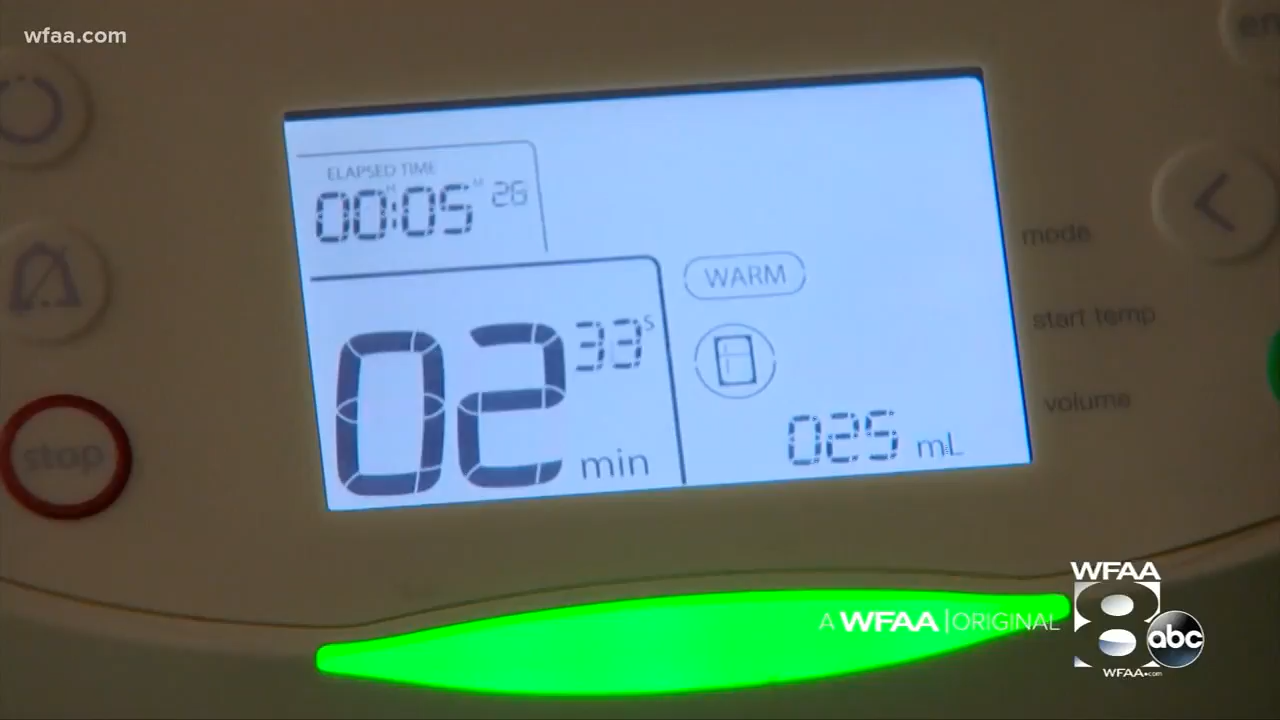 wfaa.com
ELAPSED TIME
00:05 26
H M
WARM
mode
start temp
02 33 S
min
025 mL
volume
stop
A WFAA | ORIGINAL
WFAA
8
abc
WFAA.com